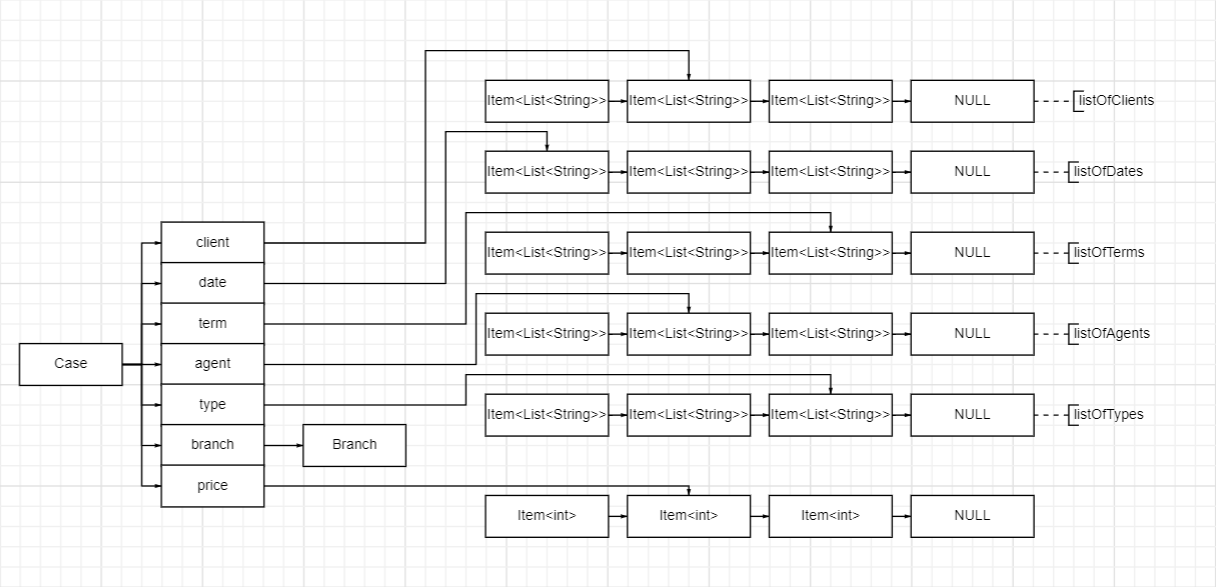 Item<List<String>> Item<List<String>> Item<List<String>> NULL listOfClients
Item<List<String>> Item<List<String>> Item<List<String>> NULL listOfDates
client Item<List<String>> Item<List<String>> Item<List<String>> NULL listOfTerms
date
term Item<List<String>> Item<List<String>> Item<List<String>> NULL listOfAgents
Case agent
type Item<List<String>> Item<List<String>> Item<List<String>> NULL listOfTypes
branch Branch
price
Item<int> Item<int> Item<int> NULL